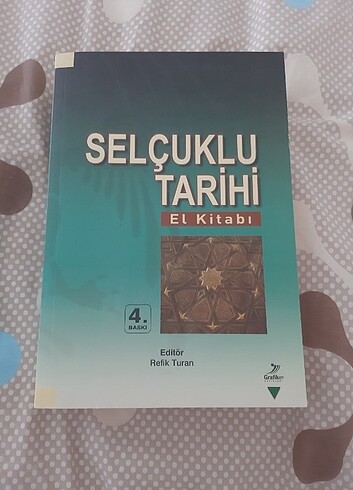 SELÇUKLU
TARİHİ
El Kitabı
4.
BASKI
Editör
Refik Turan
Grafiker